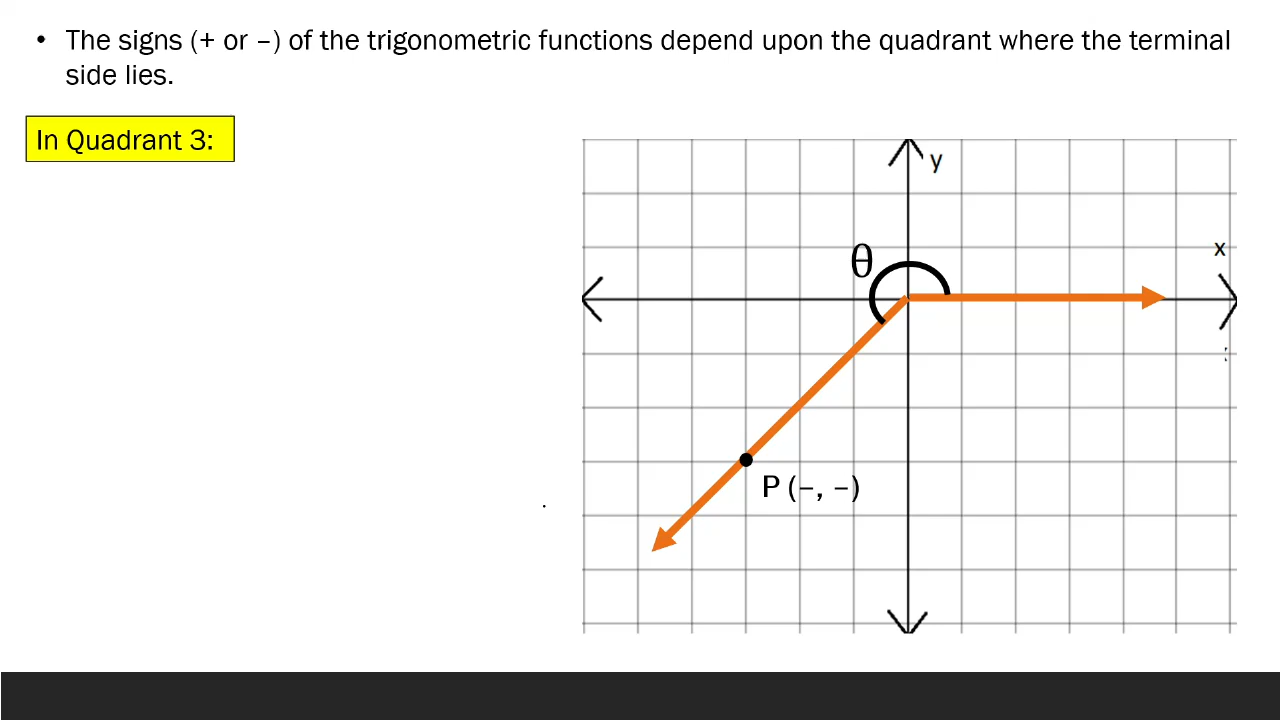 • The signs (+ or –) of the trigonometric functions depend upon the quadrant where the terminal
side lies.
In Quadrant 3:
y
x
θ
P (–, –)